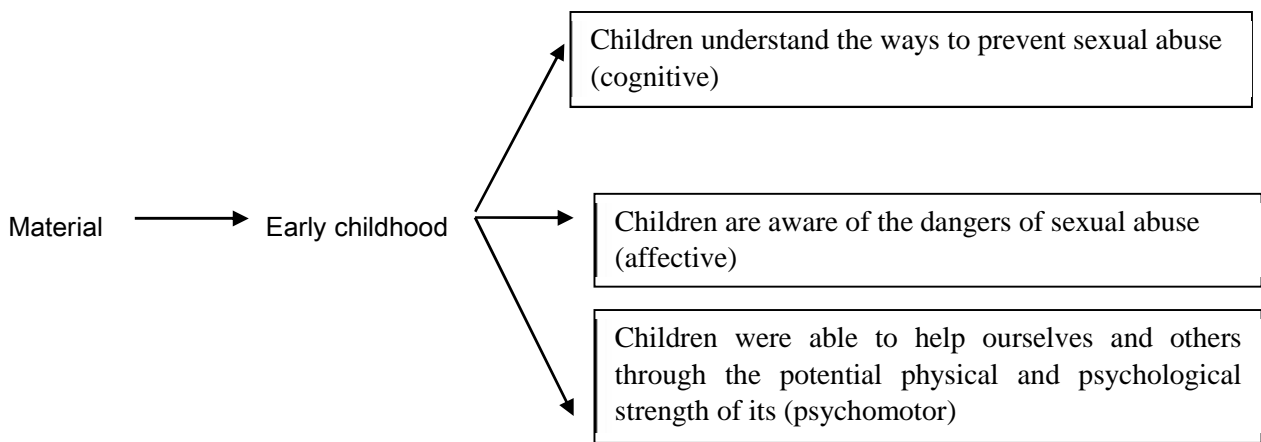 Children understand the ways to prevent sexual abuse
(cognitive)
Material
Early childhood
Children are aware of the dangers of sexual abuse
(affective)
Children were able to help ourselves and others
through the potential physical and psychological
strength of its (psychomotor)